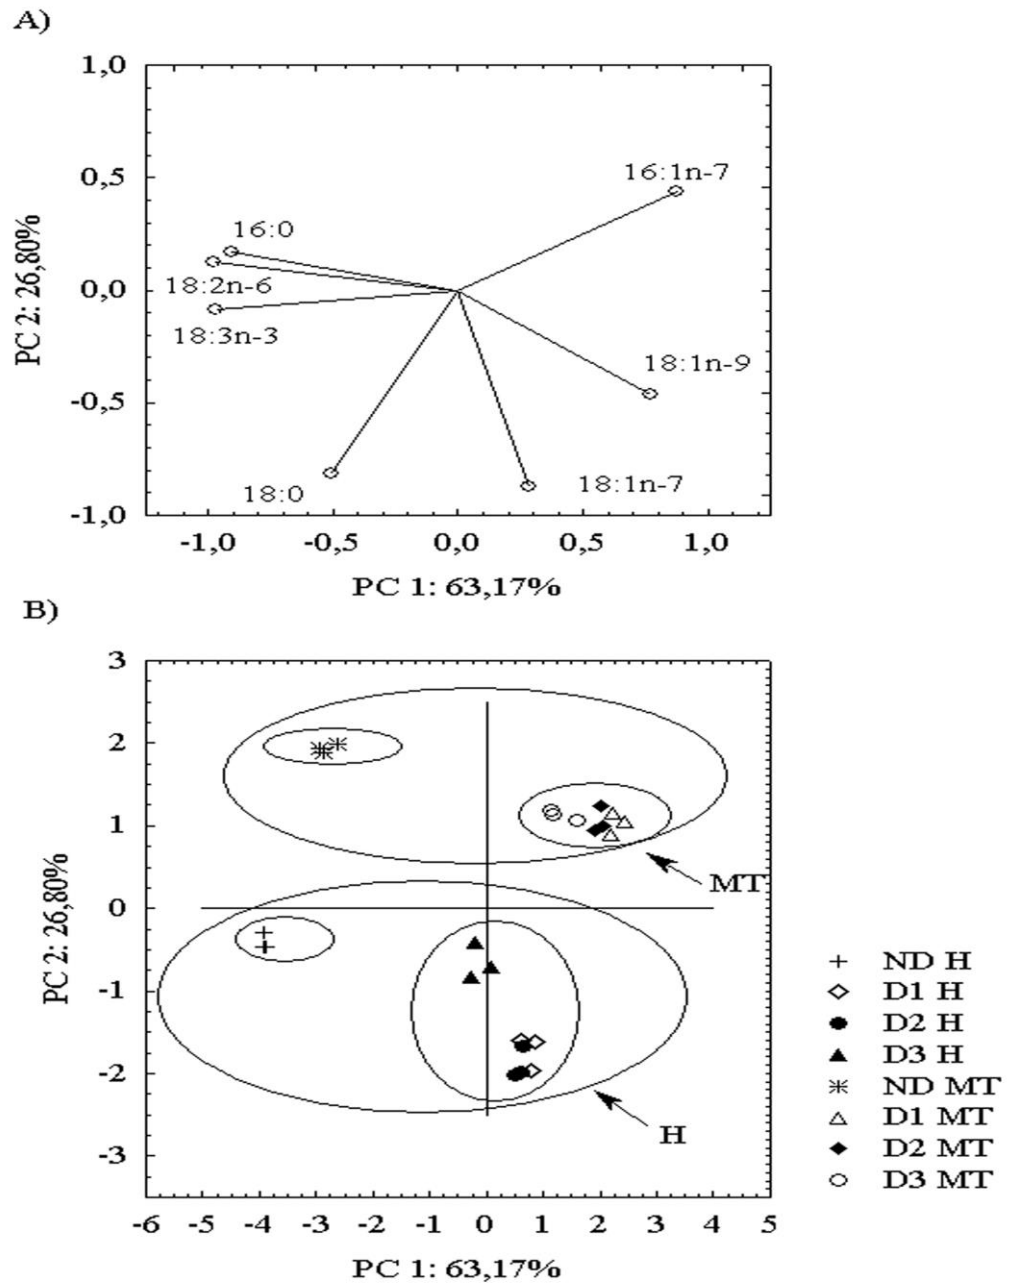 A)
1,0
0,5
0,0
-0,5
-1,0
PC 2: 26,80%
16:1n-7
16:0
18:2n-6
18:3n-3
18:1n-9
18:0
18:1n-7
-1,0 -0,5 0,0 0,5 1,0
PC 1: 63,17%
B)
3
2
1
0
-1
-2
-3
PC 2: 26,80%
MT
H
-6 -5 -4 -3 -2 -1 0 1 2 3 4 5
PC 1: 63,17%
ND H
D1 H
D2 H
D3 H
ND MT
D1 MT
D2 MT
D3 MT